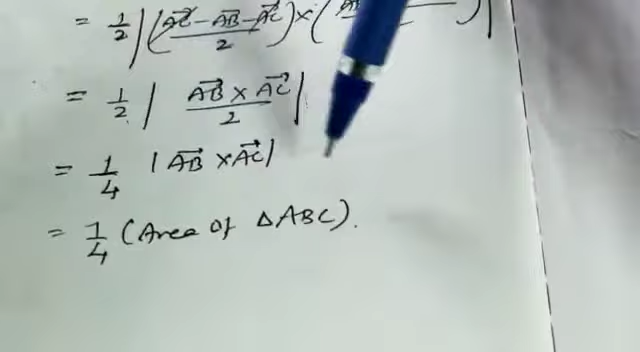 = 1/2 |(AC⃗ - AB⃗ - AC⃗)/2 × (
= 1/2 | (AB⃗ × AC⃗)/2 |
= 1/4 |AB⃗ × AC⃗|
= 1/4 (Area of ΔABC).